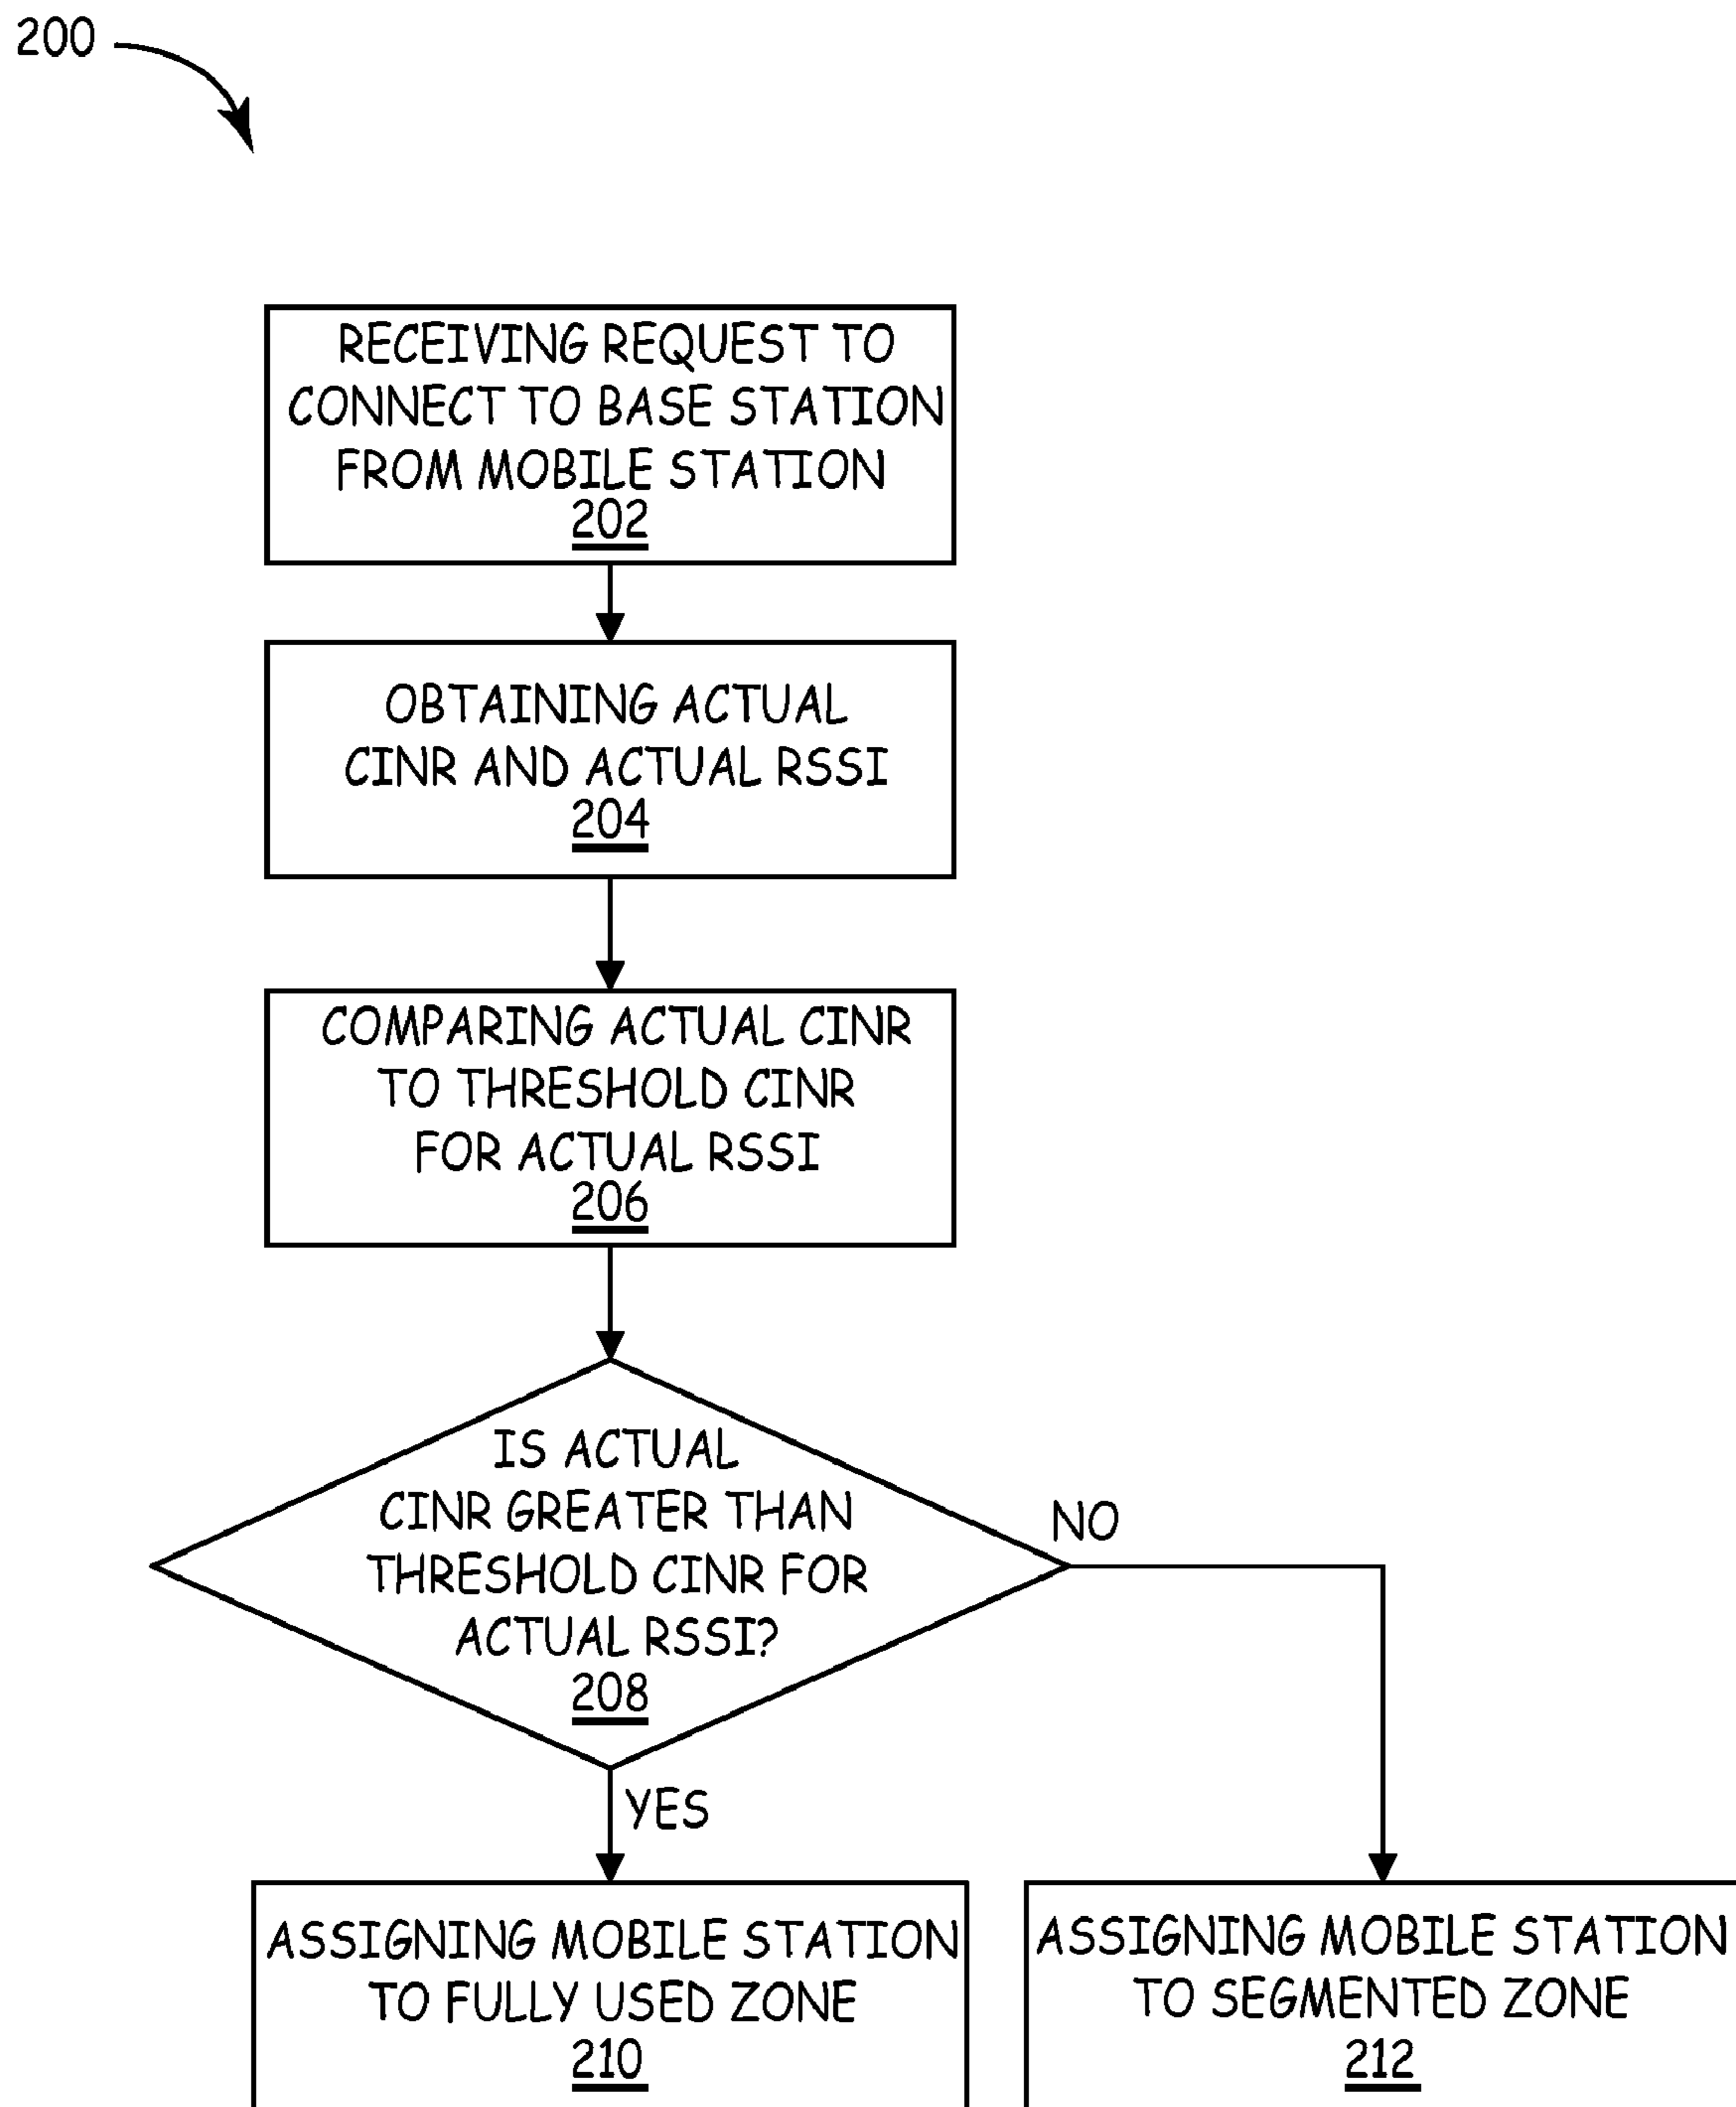 200
RECEIVING REQUEST TO
CONNECT TO BASE STATION
FROM MOBILE STATION
202
OBTAINING ACTUAL
CINR AND ACTUAL RSSI
204
COMPARING ACTUAL CINR
TO THRESHOLD CINR
FOR ACTUAL RSSI
206
IS ACTUAL
CINR GREATER THAN
THRESHOLD CINR FOR
ACTUAL RSSI?
208
NO
YES
ASSIGNING MOBILE STATION
TO FULLY USED ZONE
210
ASSIGNING MOBILE STATION
TO SEGMENTED ZONE
212